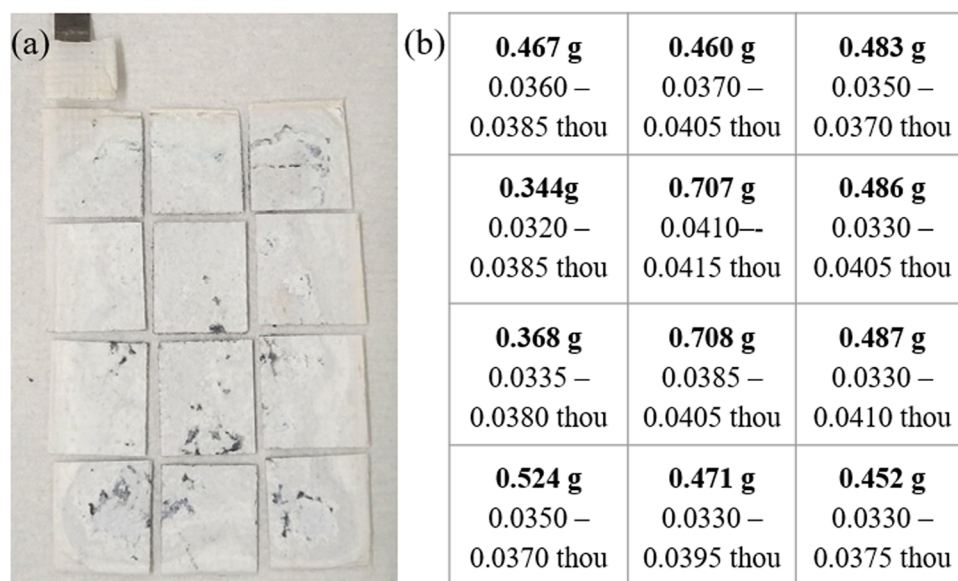 (a)
(b)
0.467 g
0.0360 –
0.0385 thou
0.460 g
0.0370 –
0.0405 thou
0.483 g
0.0350 –
0.0370 thou
0.344g
0.0320 –
0.0385 thou
0.707 g
0.0410–-
0.0415 thou
0.486 g
0.0330 –
0.0405 thou
0.368 g
0.0335 –
0.0380 thou
0.708 g
0.0385 –
0.0405 thou
0.487 g
0.0330 –
0.0410 thou
0.524 g
0.0350 –
0.0370 thou
0.471 g
0.0330 –
0.0395 thou
0.452 g
0.0330 –
0.0375 thou